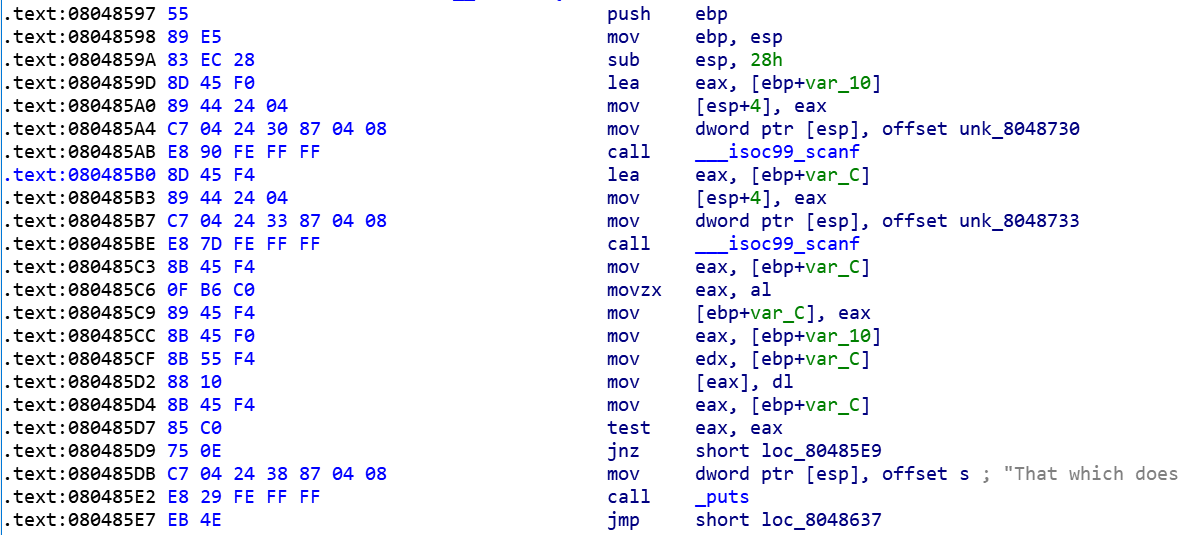 .text:08048597 55 push ebp
.text:08048598 89 E5 mov ebp, esp
.text:0804859A 83 EC 28 sub esp, 28h
.text:0804859D 8D 45 F0 lea eax, [ebp+var_10]
.text:080485A0 89 44 24 04 mov [esp+4], eax
.text:080485A4 C7 04 24 30 87 04 08 mov dword ptr [esp], offset unk_8048730
.text:080485AB E8 90 FE FF FF call ___isoc99_scanf
.text:080485B0 8D 45 F4 lea eax, [ebp+var_C]
.text:080485B3 89 44 24 04 mov [esp+4], eax
.text:080485B7 C7 04 24 33 87 04 08 mov dword ptr [esp], offset unk_8048733
.text:080485BE E8 7D FE FF FF call ___isoc99_scanf
.text:080485C3 8B 45 F4 mov eax, [ebp+var_C]
.text:080485C6 0F B6 C0 movzx eax, al
.text:080485C9 89 45 F4 mov [ebp+var_C], eax
.text:080485CC 8B 45 F0 mov eax, [ebp+var_10]
.text:080485CF 8B 55 F4 mov edx, [ebp+var_C]
.text:080485D2 88 10 mov [eax], dl
.text:080485D4 8B 45 F4 mov eax, [ebp+var_C]
.text:080485D7 85 C0 test eax, eax
.text:080485D9 75 0E jnz short loc_80485E9
.text:080485DB C7 04 24 38 87 04 08 mov dword ptr [esp], offset s ; "That which does
.text:080485E2 E8 29 FE FF FF call _puts
.text:080485E7 EB 4E jmp short loc_8048637